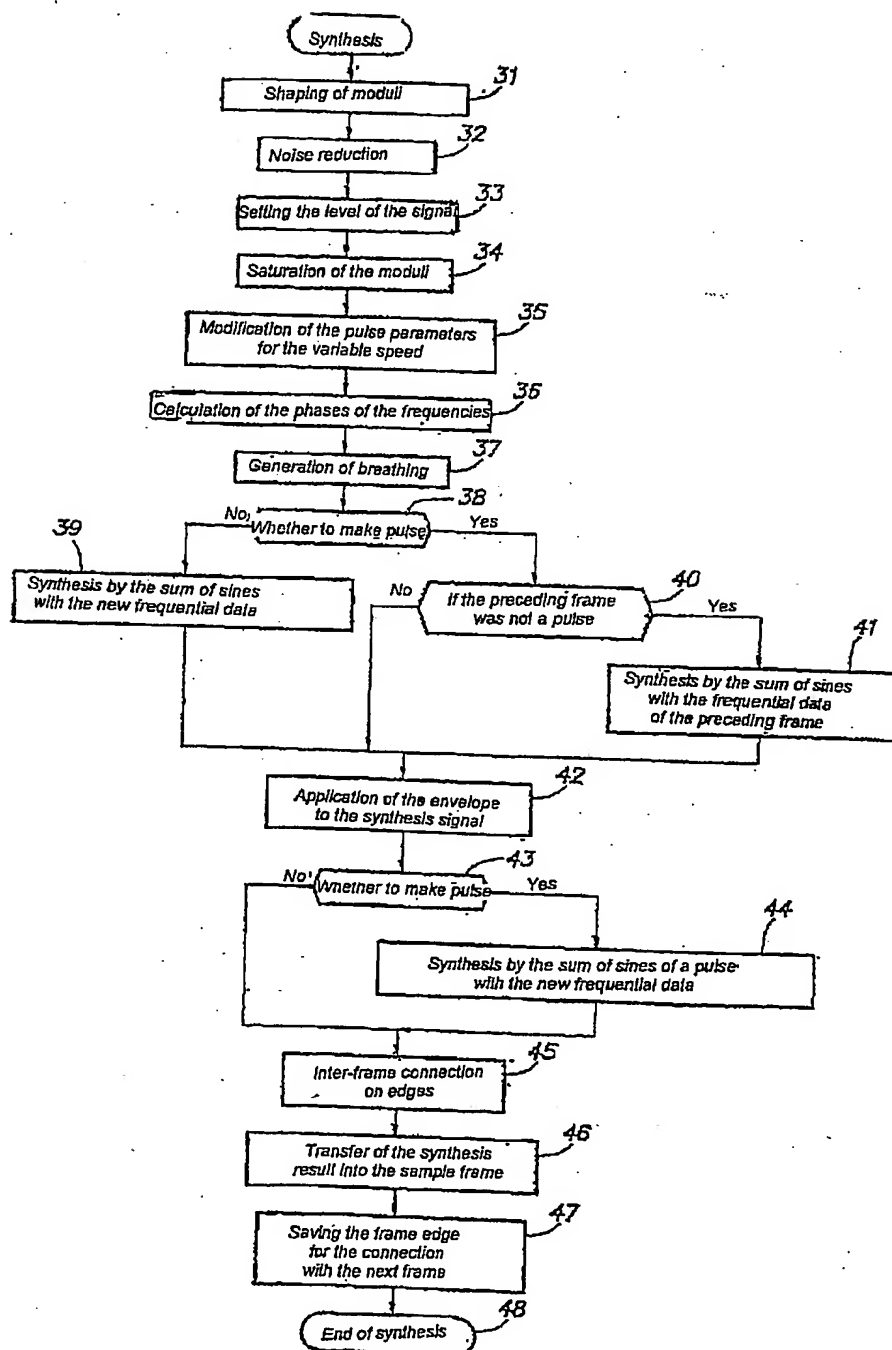 Synthesis
31
Shaping of moduli
32
Noise reduction
33
Setting the level of the signal
34
Saturation of the moduli
35
Modification of the pulse parameters
for the variable speed
36
Calculation of the phases of the frequencies
37
Generation of breathing
38
No
Whether to make pulse
Yes
39
Synthesis by the sum of sines
with the new frequential data
40
No
If the preceding frame
was not a pulse
Yes
41
Synthesis by the sum of sines
with the frequential data
of the preceding frame
42
Application of the envelope
to the synthesis signal
43
No
Whether to make pulse
Yes
44
Synthesis by the sum of sines of a pulse
with the new frequential data
45
Inter-frame connection
on edges
46
Transfer of the synthesis
result into the sample frame
47
Saving the frame edge
for the connection
with the next frame
48
End of synthesis